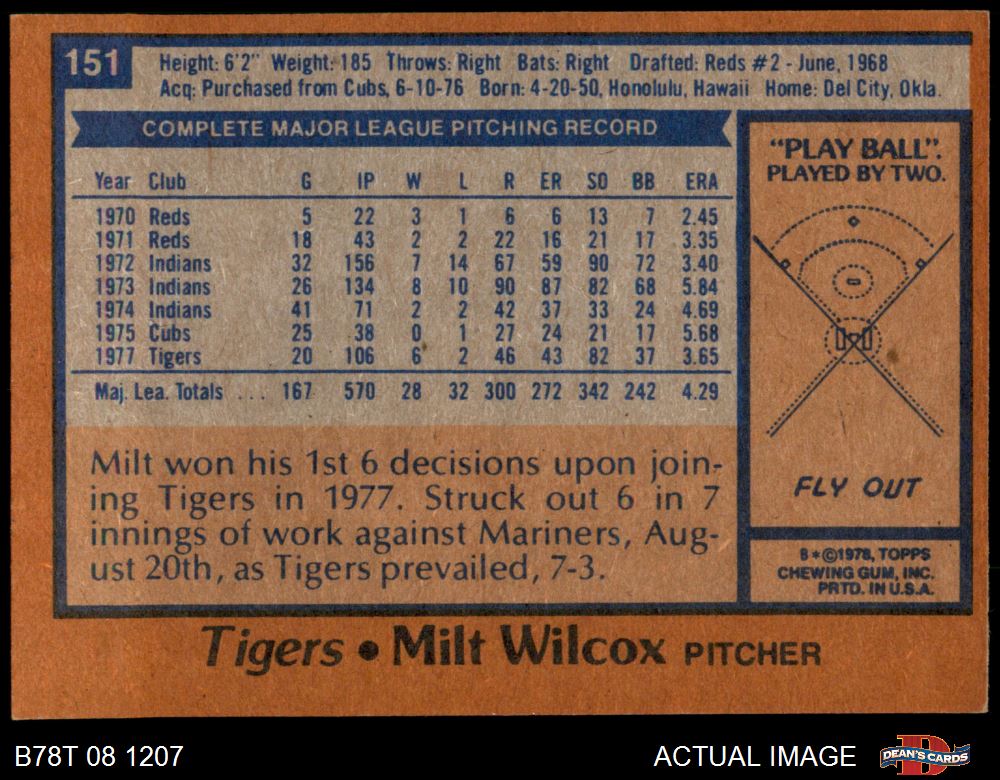 151
Height: 6'2" Weight: 185 Throws: Right Bats: Right Drafted: Reds #2 - June, 1968
Acq: Purchased from Cubs, 6-10-76 Born: 4-20-50, Honolulu, Hawaii Home: Del City, Okla.
COMPLETE MAJOR LEAGUE PITCHING RECORD
Year Club G IP W L R ER SO BB ERA
1970 Reds 5 22 3 1 6 6 13 7 2.45
1971 Reds 18 43 2 2 22 16 21 17 3.35
1972 Indians 32 156 7 14 67 59 90 72 3.40
1973 Indians 26 134 8 10 90 87 82 68 5.84
1974 Indians 41 71 2 2 42 37 33 24 4.69
1975 Cubs 25 38 0 1 27 24 21 17 5.68
1977 Tigers 20 106 6 2 46 43 82 37 3.65
Maj. Lea. Totals ... 167 570 28 32 300 272 342 242 4.29
Milt won his 1st 6 decisions upon join-
ing Tigers in 1977. Struck out 6 in 7
innings of work against Mariners, Aug-
ust 20th, as Tigers prevailed, 7-3.
"PLAY BALL".
PLAYED BY TWO.
FLY OUT
B*©1978, TOPPS
CHEWING GUM, INC.
PRTD. IN U.S.A.
Tigers • Milt Wilcox PITCHER
B78T 08 1207
ACTUAL IMAGE
DEAN'S CARDS